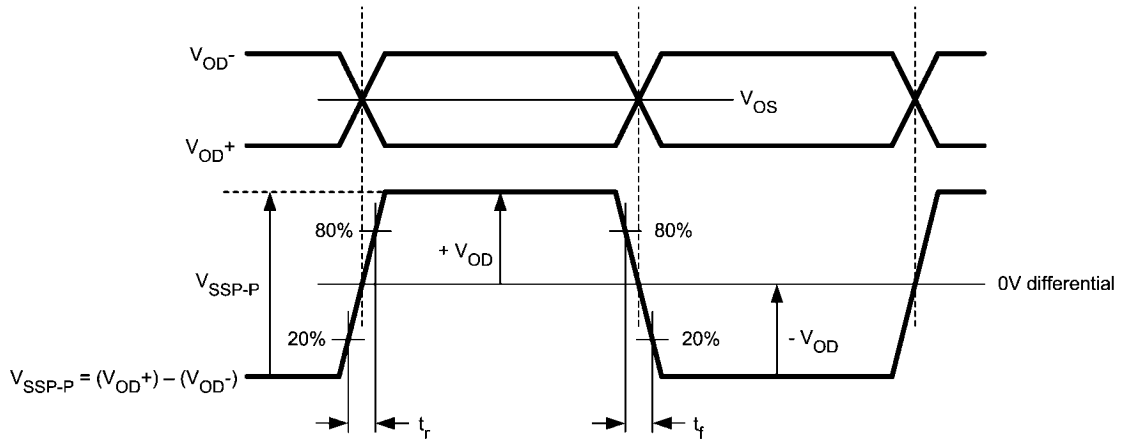 VOD-
VOS
VOD+
80%
+ VOD
80%
VSSP-P
0V differential
20%
20%
- VOD
VSSP-P = (VOD+) – (VOD-)
tr
tf